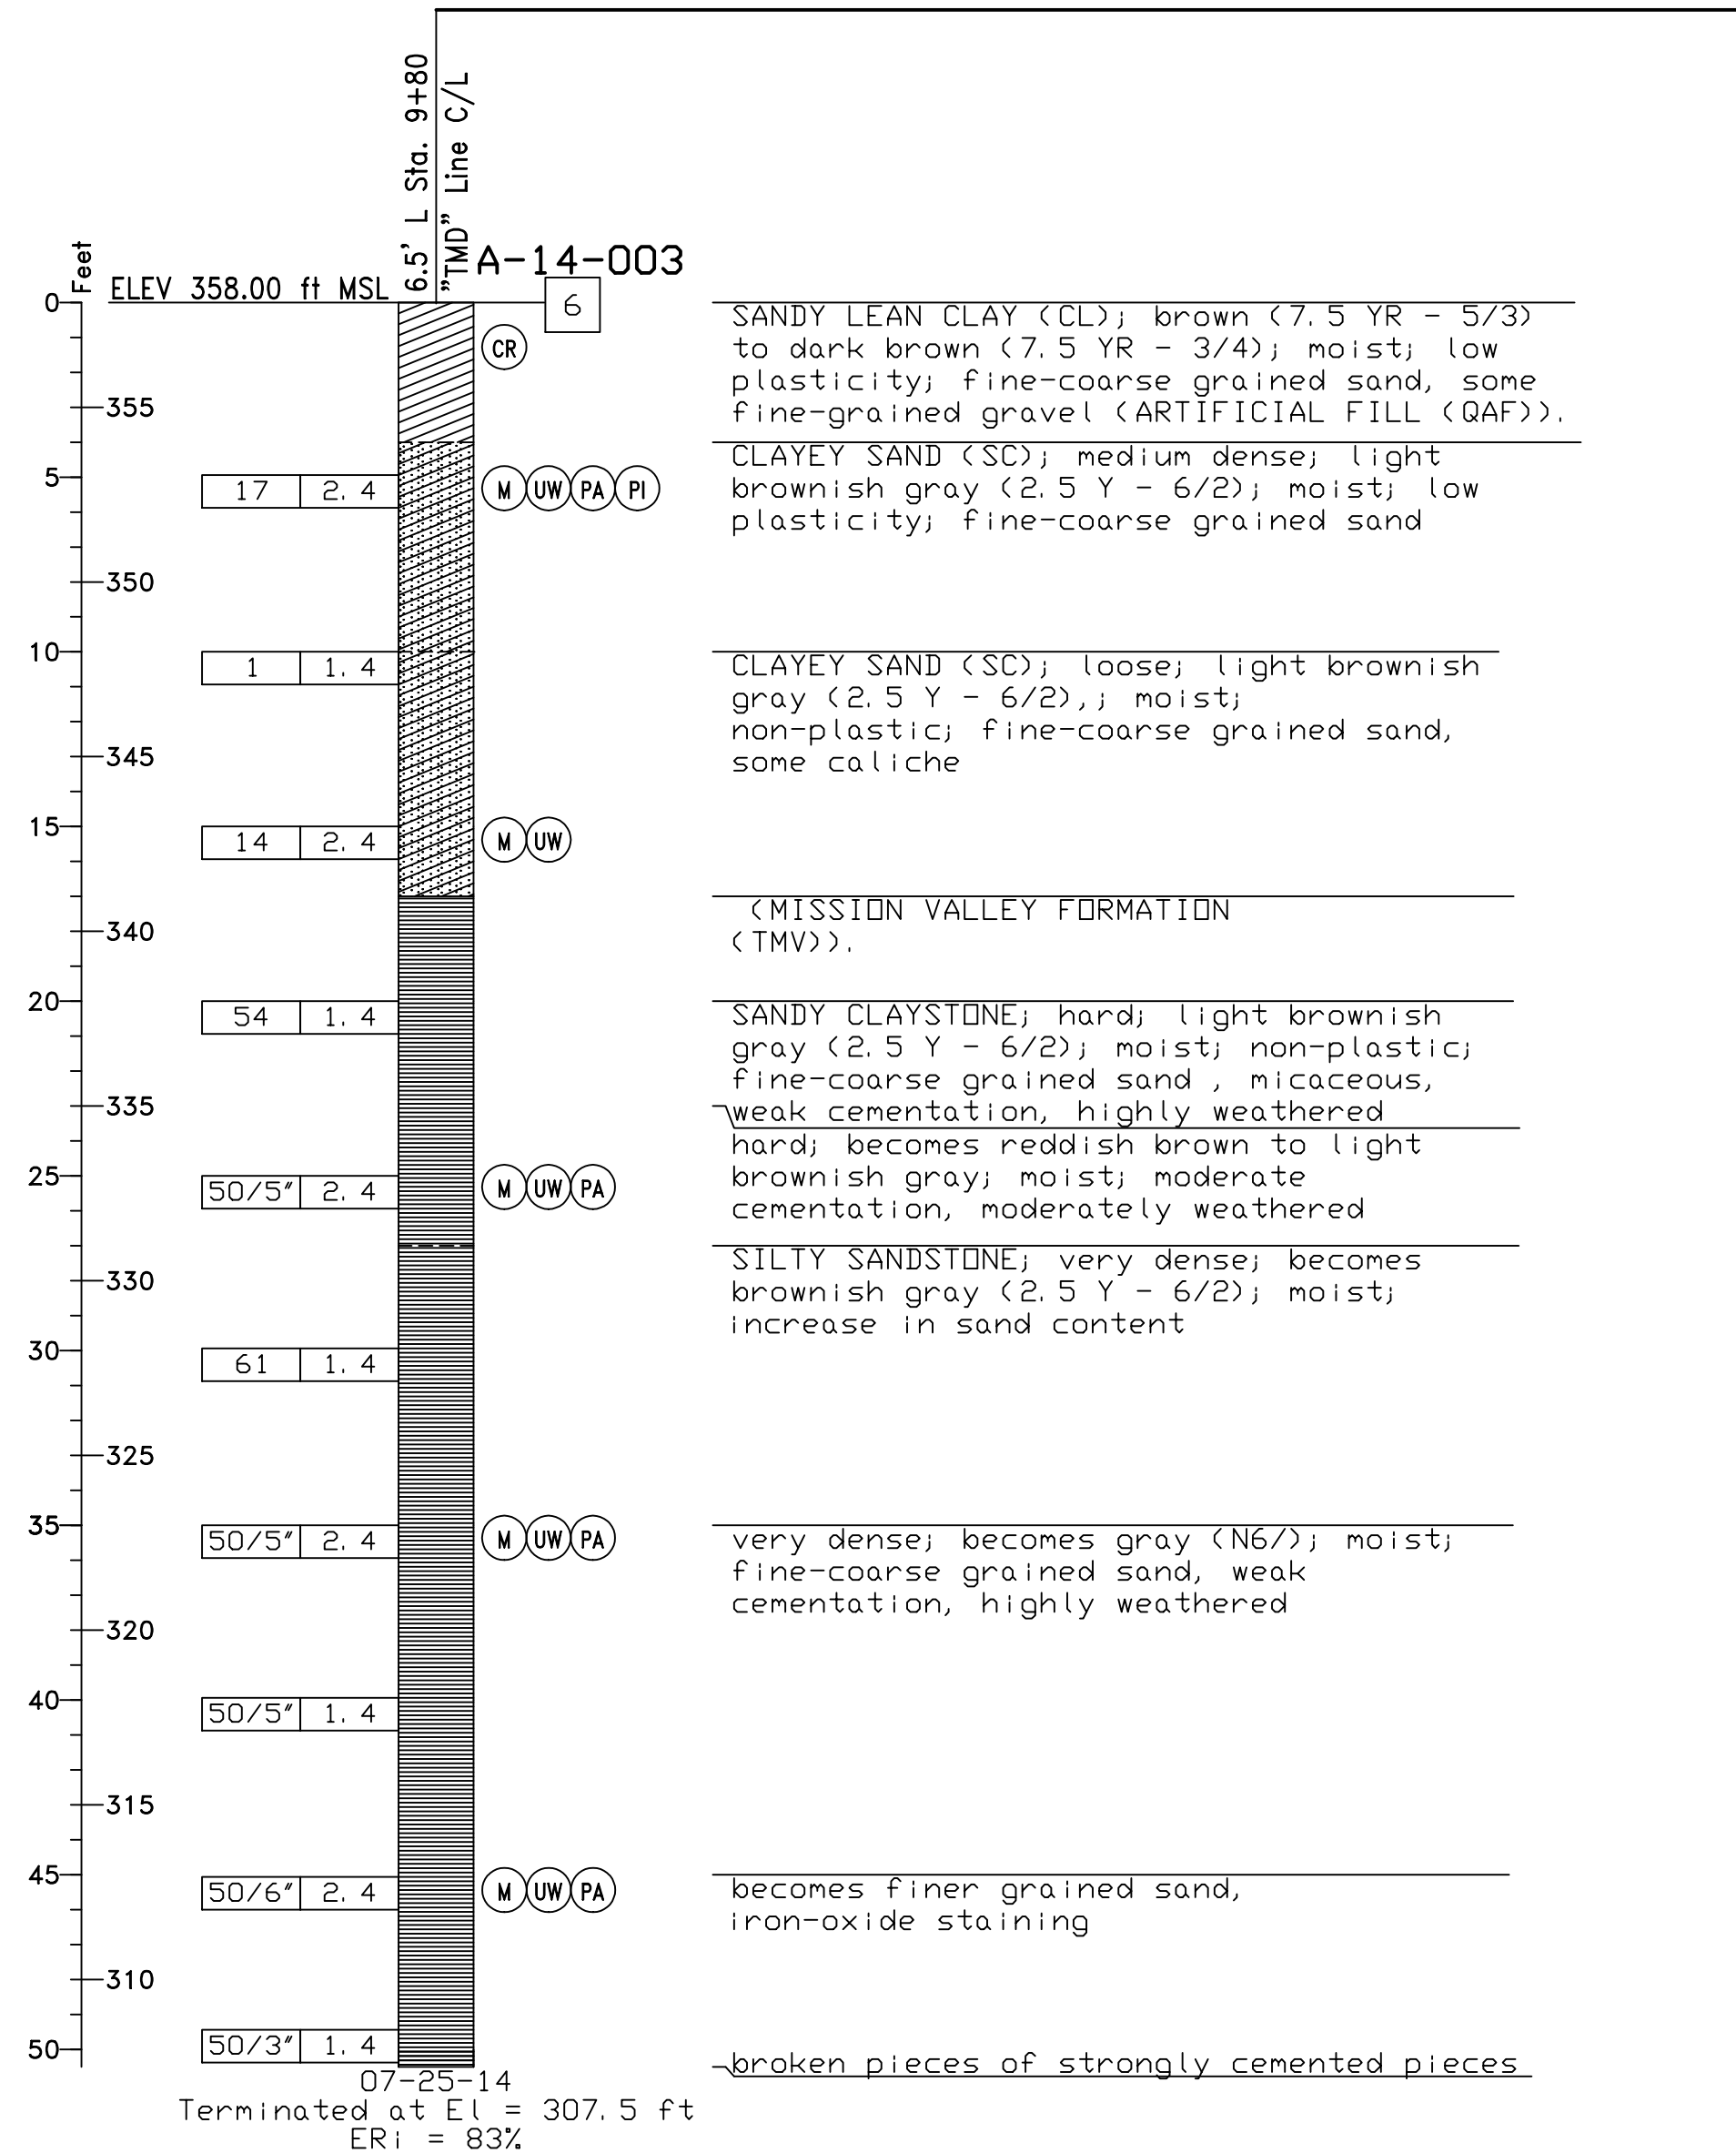 6.5' L Sta. 9+80
"TMD" Line C/L
A-14-003
Feet
ELEV 358.00 ft MSL
6
0
CR
SANDY LEAN CLAY (CL); brown (7.5 YR - 5/3)
to dark brown (7.5 YR - 3/4); moist; low
plasticity; fine-coarse grained sand, some
fine-grained gravel (ARTIFICIAL FILL (QAF)).
355
CLAYEY SAND (SC); medium dense; light
brownish gray (2.5 Y - 6/2); moist; low
plasticity; fine-coarse grained sand
5
17 2.4
M UW PA PI
350
10
1 1.4
CLAYEY SAND (SC); loose; light brownish
gray (2.5 Y - 6/2),; moist;
non-plastic; fine-coarse grained sand,
some caliche
345
15
14 2.4
M UW
(MISSION VALLEY FORMATION
(TMV)).
340
20
54 1.4
SANDY CLAYSTONE; hard; light brownish
gray (2.5 Y - 6/2); moist; non-plastic;
fine-coarse grained sand , micaceous,
weak cementation, highly weathered
335
hard; becomes reddish brown to light
brownish gray; moist; moderate
cementation, moderately weathered
25
50/5" 2.4
M UW PA
SILTY SANDSTONE; very dense; becomes
brownish gray (2.5 Y - 6/2); moist;
increase in sand content
330
30
61 1.4
325
35
50/5" 2.4
M UW PA
very dense; becomes gray (N6/); moist;
fine-coarse grained sand, weak
cementation, highly weathered
320
40
50/5" 1.4
315
45
50/6" 2.4
M UW PA
becomes finer grained sand,
iron-oxide staining
310
50
50/3" 1.4
broken pieces of strongly cemented pieces
07-25-14
Terminated at El = 307.5 ft
ERi = 83%